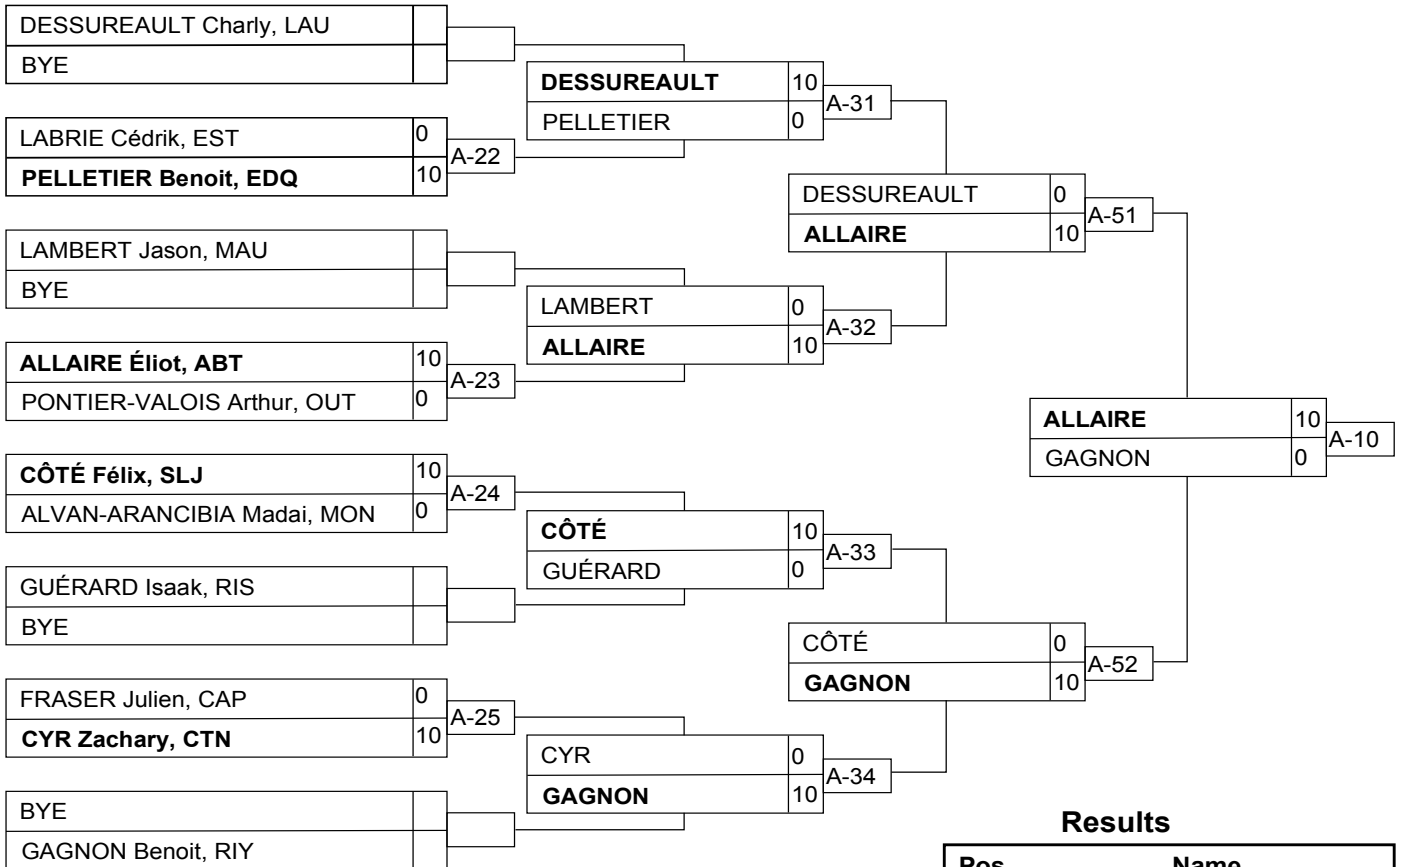 DESSUREAULT Charly, LAU
BYE
LABRIE Cédrik, EST 0
PELLETIER Benoit, EDQ 10
A-22
LAMBERT Jason, MAU
BYE
ALLAIRE Éliot, ABT 10
PONTIER-VALOIS Arthur, OUT 0
A-23
CÔTÉ Félix, SLJ 10
ALVAN-ARANCIBIA Madai, MON 0
A-24
GUÉRARD Isaak, RIS
BYE
FRASER Julien, CAP 0
CYR Zachary, CTN 10
A-25
BYE
GAGNON Benoit, RIY
DESSUREAULT 10
PELLETIER 0
A-31
LAMBERT 0
ALLAIRE 10
A-32
CÔTÉ 10
GUÉRARD 0
A-33
CYR 0
GAGNON 10
A-34
DESSUREAULT 0
ALLAIRE 10
A-51
CÔTÉ 0
GAGNON 10
A-52
ALLAIRE 10
GAGNON 0
A-10
Results
Pos Name